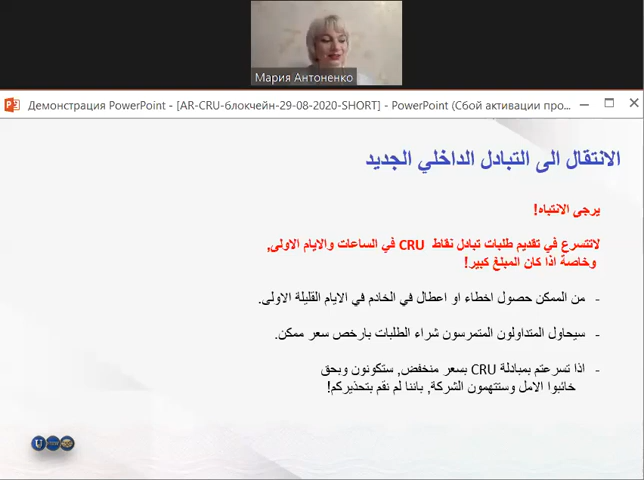 Мария Антоненко
Демонстрация PowerPoint - [AR-CRU-блокчейн-29-08-2020-SHORT] - PowerPoint (Сбой активации про...
الانتقال الى التبادل الداخلي الجديد
يرجى الانتباه!
لاتتسرع في تقديم طلبات تبادل نقاط CRU في الساعات والايام الاولى,
وخاصة اذا كان المبلغ كبير!
- من الممكن حصول اخطاء او اعطال في الخادم في الايام القليلة الاولى.
- سيحاول المتداولون المتمرسون شراء الطلبات بارخص سعر ممكن.
- اذا تسرعتم بمبادلة CRU بسعر منخفض, ستكونون وبحق
خائبوا الامل وستتهمون الشركة, باننا لم نقم بتحذيركم!